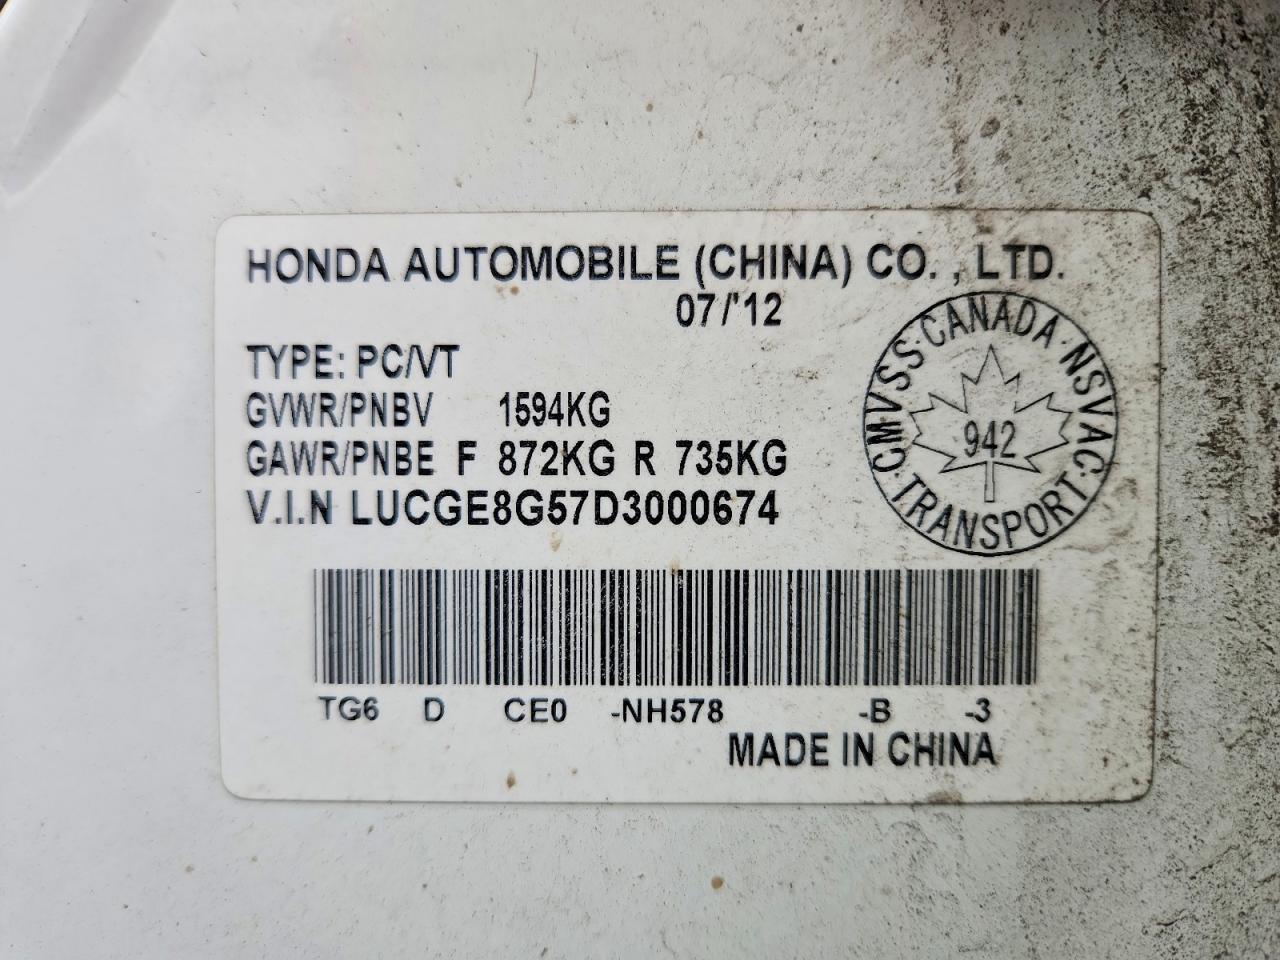 HONDA AUTOMOBILE (CHINA) CO., LTD.
07/'12
TYPE: PC/VT
GVWR/PNBV 1594KG
GAWR/PNBE F 872KG R 735KG
V.I.N LUCGE8G57D3000674
CMVSS · CANADA · NSVAC · TRANSPORT ·
942
TG6 D CE0 -NH578 -B -3
MADE IN CHINA